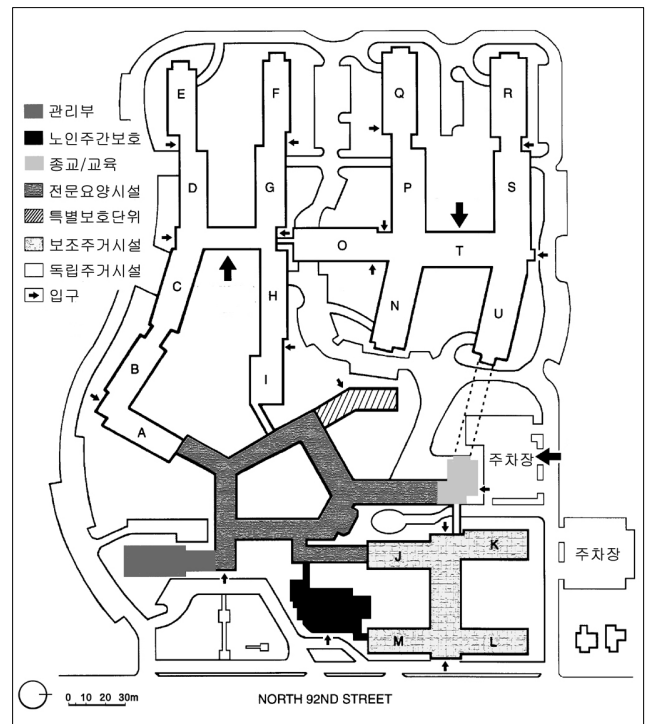 E
F
Q
R
관리부
노인주간보호
종교/교육
전문요양시설
특별보호단위
보조주거시설
독립주거시설
입구
D
G
P
S
O
T
C
H
N
U
B
I
A
주차장
J
K
주차장
M
L
0 10 20 30m
NORTH 92ND STREET